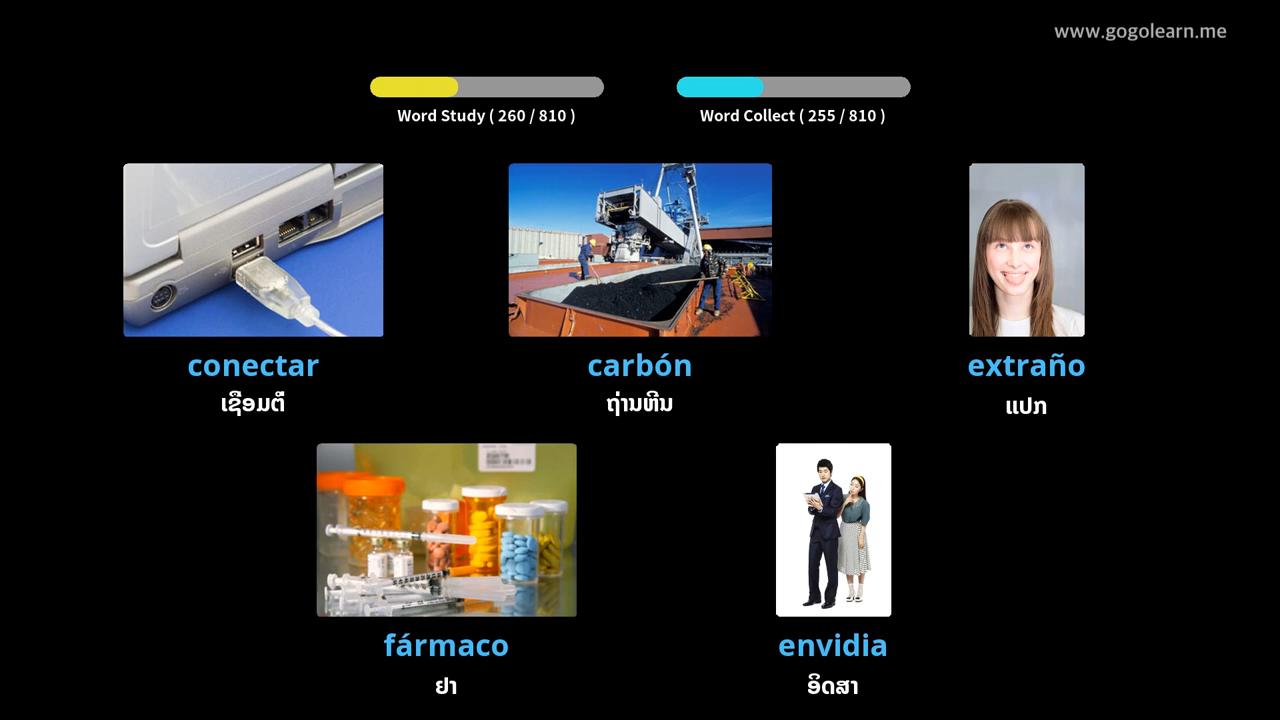 www.gogolearn.me
Word Study ( 260 / 810 )
Word Collect ( 255 / 810 )
conectar
ເຊື່ອມຕໍ່
carbón
ຖ່ານຫີນ
extraño
ແປກ
fármaco
ຢາ
envidia
ອິດສາ